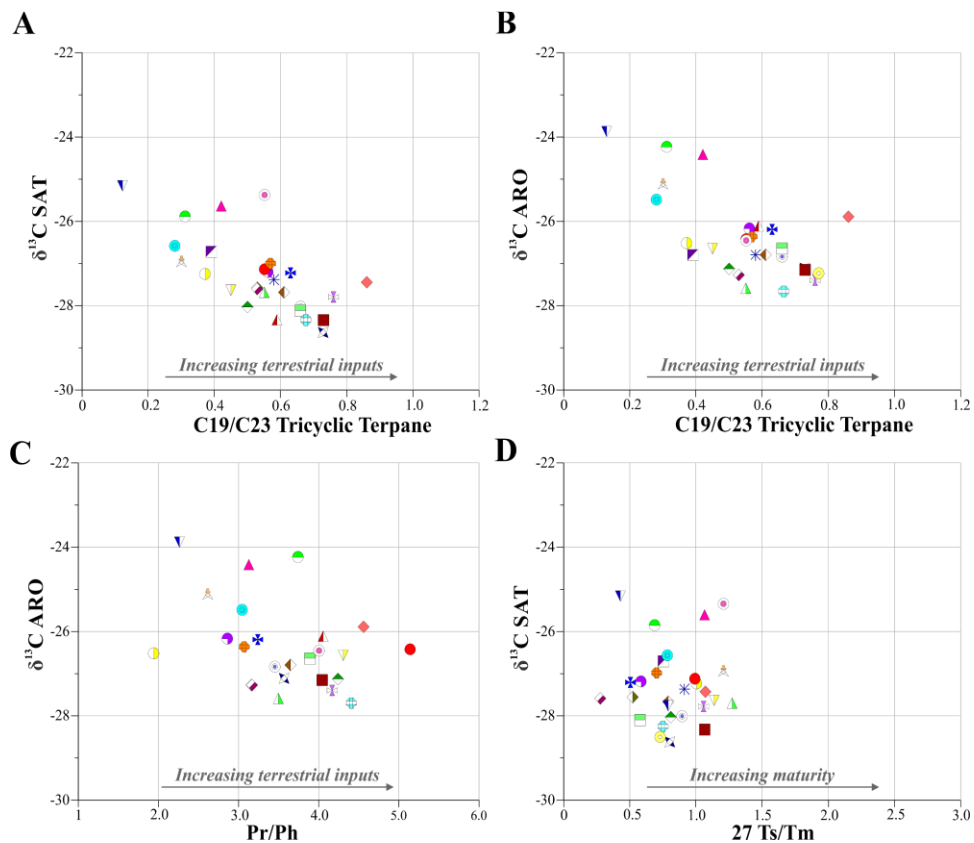 A
-22
-24
-26
-28
-30
δ¹³C SAT
Increasing terrestrial inputs
0 0.2 0.4 0.6 0.8 1.0 1.2
C19/C23 Tricyclic Terpane
B
-22
-24
-26
-28
-30
δ¹³C ARO
Increasing terrestrial inputs
0 0.2 0.4 0.6 0.8 1.0 1.2
C19/C23 Tricyclic Terpane
C
-22
-24
-26
-28
-30
δ¹³C ARO
Increasing terrestrial inputs
1 2.0 3.0 4.0 5.0 6.0
Pr/Ph
D
-22
-24
-26
-28
-30
δ¹³C SAT
Increasing maturity
0 0.5 1.0 1.5 2.0 2.5 3.0
27 Ts/Tm